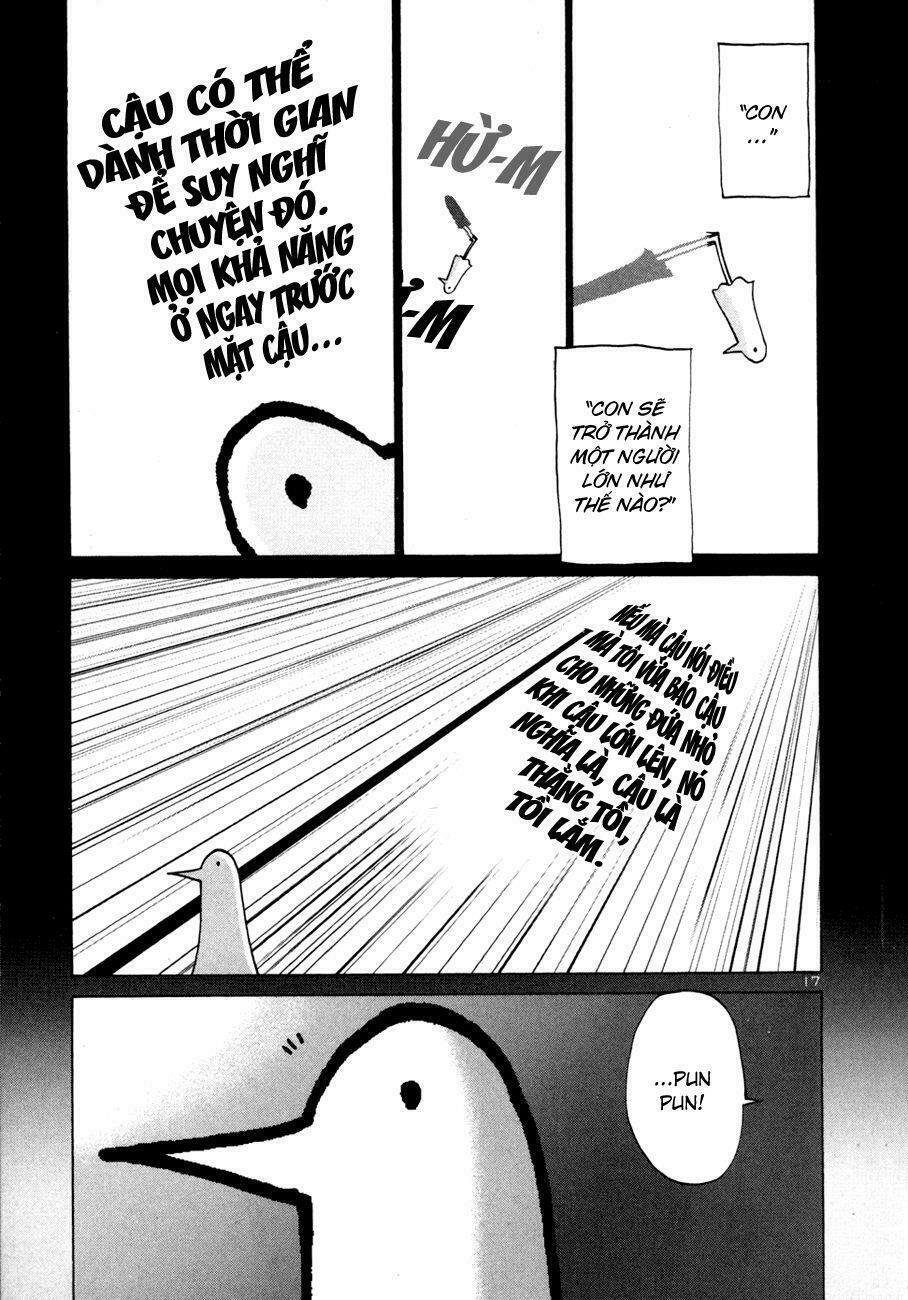 "CON
..."
"CON SẼ
TRỞ THÀNH
MỘT NGƯỜI
LỚN NHƯ
THẾ NÀO?"
HỪ-M
Ừ-M
CẬU CÓ THỂ
DÀNH THỜI GIAN
ĐỂ SUY NGHĨ
CHUYỆN ĐÓ.
MỌI KHẢ NĂNG
Ở NGAY TRƯỚC
MẶT CẬU...
NẾU MÀ CẬU NÓI ĐIỀU
MÀ TÔI VỪA BẢO CẬU
CHO NHỮNG ĐỨA NHỎ
KHI CẬU LỚN LÊN, NÓ
NGHĨA LÀ, CẬU LÀ
THẰNG TỒI,
TỒI LẮM.
17
...PUN
PUN!